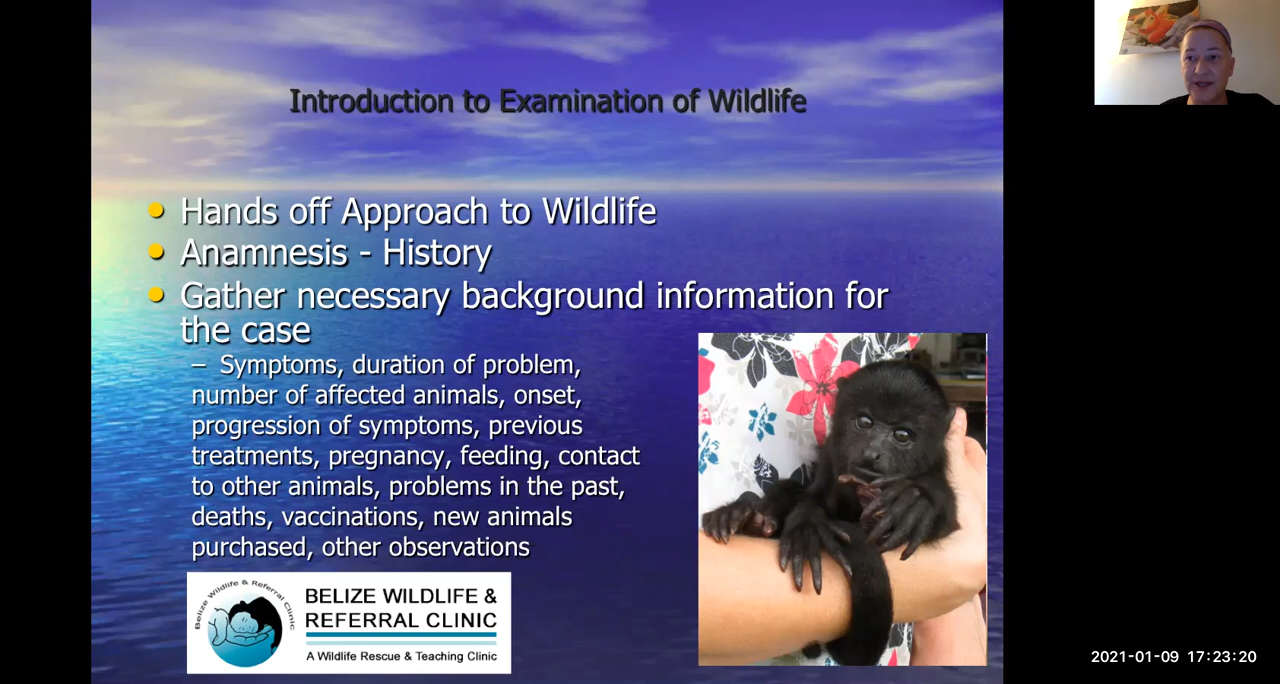 Introduction to Examination of Wildlife
• Hands off Approach to Wildlife
• Anamnesis - History
• Gather necessary background information for
the case
– Symptoms, duration of problem,
number of affected animals, onset,
progression of symptoms, previous
treatments, pregnancy, feeding, contact
to other animals, problems in the past,
deaths, vaccinations, new animals
purchased, other observations
Belize Wildlife & Referral Clinic
BELIZE WILDLIFE &
REFERRAL CLINIC
A Wildlife Rescue & Teaching Clinic
2021-01-09 17:23:20